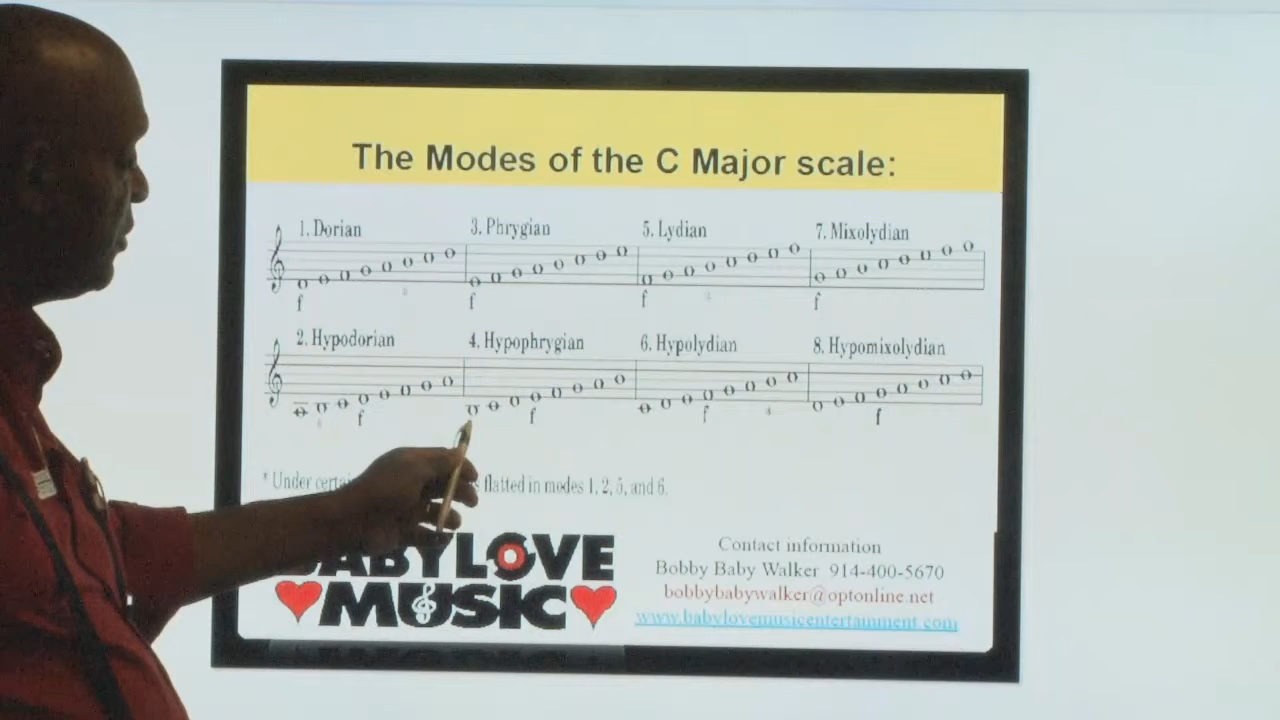 The Modes of the C Major scale:
1. Dorian 3. Phrygian 5. Lydian 7. Mixolydian
f f f f
2. Hypodorian 4. Hypophrygian 6. Hypolydian 8. Hypomixolydian
f f f f
* Under flatted in modes 1, 2, 5, and 6.
BABYLOVE
MUSIC
Contact information
Bobby Baby Walker 914-400-5670
bobbybabywalker@optonline.net
www.babylovemusicentertainment.com